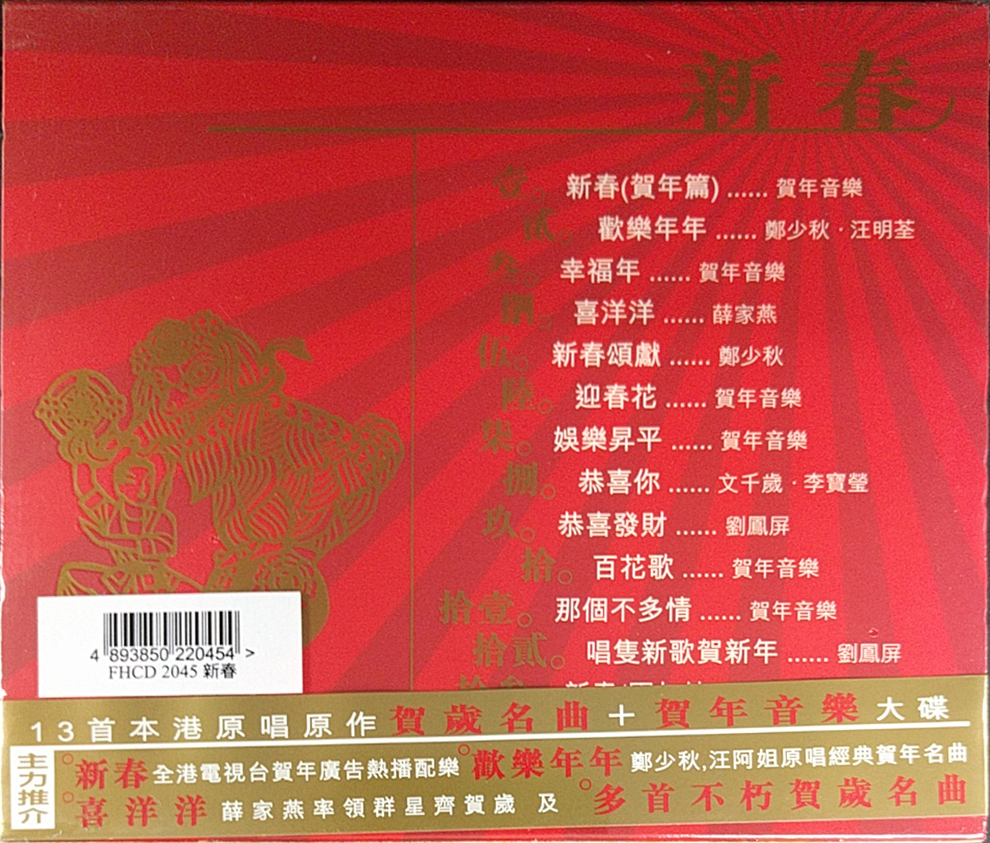 新春
壹。 新春(賀年篇) ...... 賀年音樂
貳。 歡樂年年 ...... 鄭少秋·汪明荃
叁。 幸福年 ...... 賀年音樂
肆。 喜洋洋 ...... 薛家燕
伍。 新春頌獻 ...... 鄭少秋
陸。 迎春花 ...... 賀年音樂
柒。 娛樂昇平 ...... 賀年音樂
捌。 恭喜你 ...... 文千歲·李寶瑩
玖。 恭喜發財 ...... 劉鳳屏
拾。 百花歌 ...... 賀年音樂
拾壹。 那個不多情 ...... 賀年音樂
拾貳。 唱隻新歌賀新年 ...... 劉鳳屏
4 893850 220454 >
FHCD 2045 新春
13首本港原唱原作賀歲名曲+賀年音樂大碟
主力推介
。新春全港電視台賀年廣告熱播配樂 。歡樂年年鄭少秋,汪阿姐原唱經典賀年名曲
。喜洋洋薛家燕率領群星齊賀歲 及 。多首不朽賀歲名曲